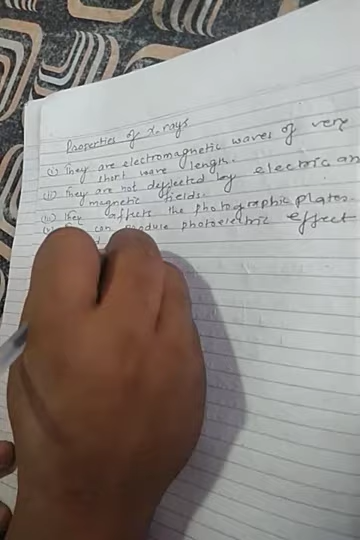 Properties of X-rays
(i) They are electromagnetic waves of very
short wave length.
(ii) They are not deflected by electric an
magnetic fields.
(iii) They affects the photographic plates.
can produce photoelectric effect